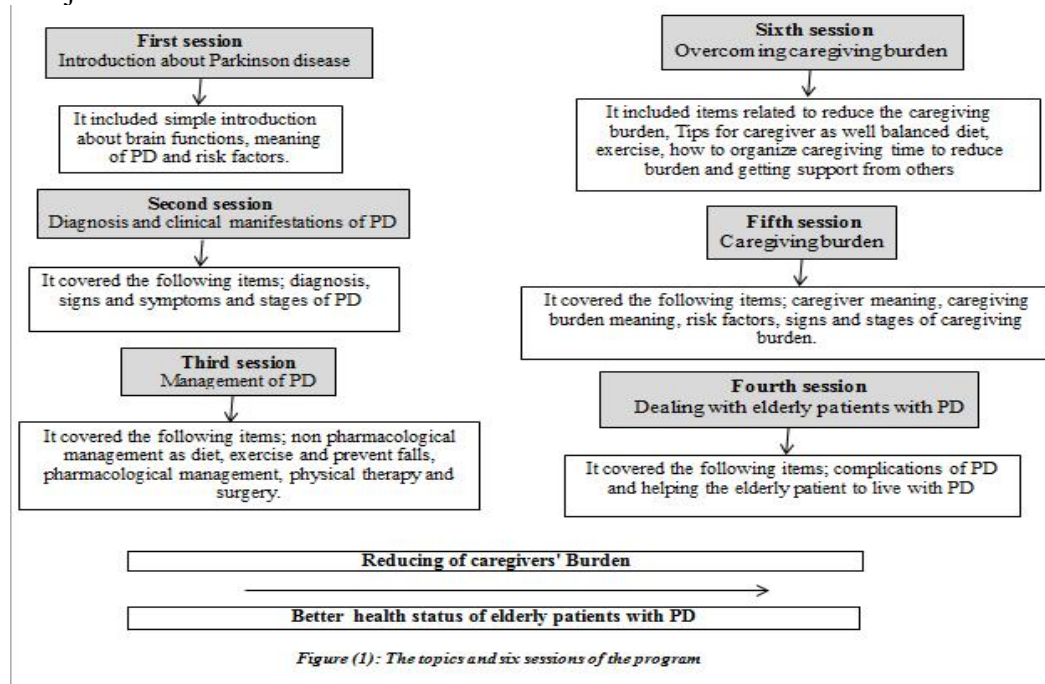 First session
Introduction about Parkinson disease
It included simple introduction
about brain functions, meaning
of PD and risk factors.
Second session
Diagnosis and clinical manifestations of PD
It covered the following items; diagnosis,
signs and symptoms and stages of PD
Third session
Management of PD
It covered the following items; non pharmacological
management as diet, exercise and prevent falls,
pharmacological management, physical therapy and
surgery.
Sixth session
Overcoming caregiving burden
It included items related to reduce the caregiving
burden, Tips for caregiver as well balanced diet,
exercise, how to organize caregiving time to reduce
burden and getting support from others
Fifth session
Caregiving burden
It covered the following items; caregiver meaning, caregiving
burden meaning, risk factors, signs and stages of caregiving
burden.
Fourth session
Dealing with elderly patients with PD
It covered the following items; complications of PD
and helping the elderly patient to live with PD
Reducing of caregivers' Burden
Better health status of elderly patients with PD
Figure (1): The topics and six sessions of the program